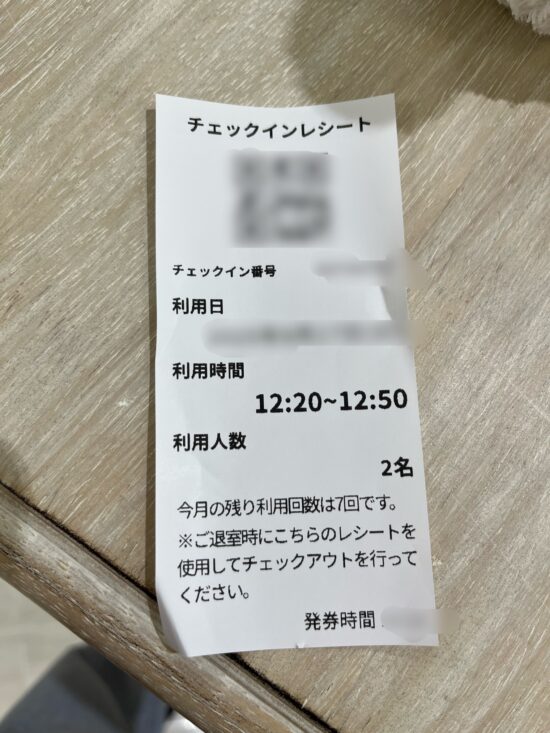 チェックインレシート
チェックイン番号
利用日
利用時間
12:20~12:50
利用人数
2名
今月の残り利用回数は7回です。
※ご退室時にこちらのレシートを
使用してチェックアウトを行って
ください。
発券時間